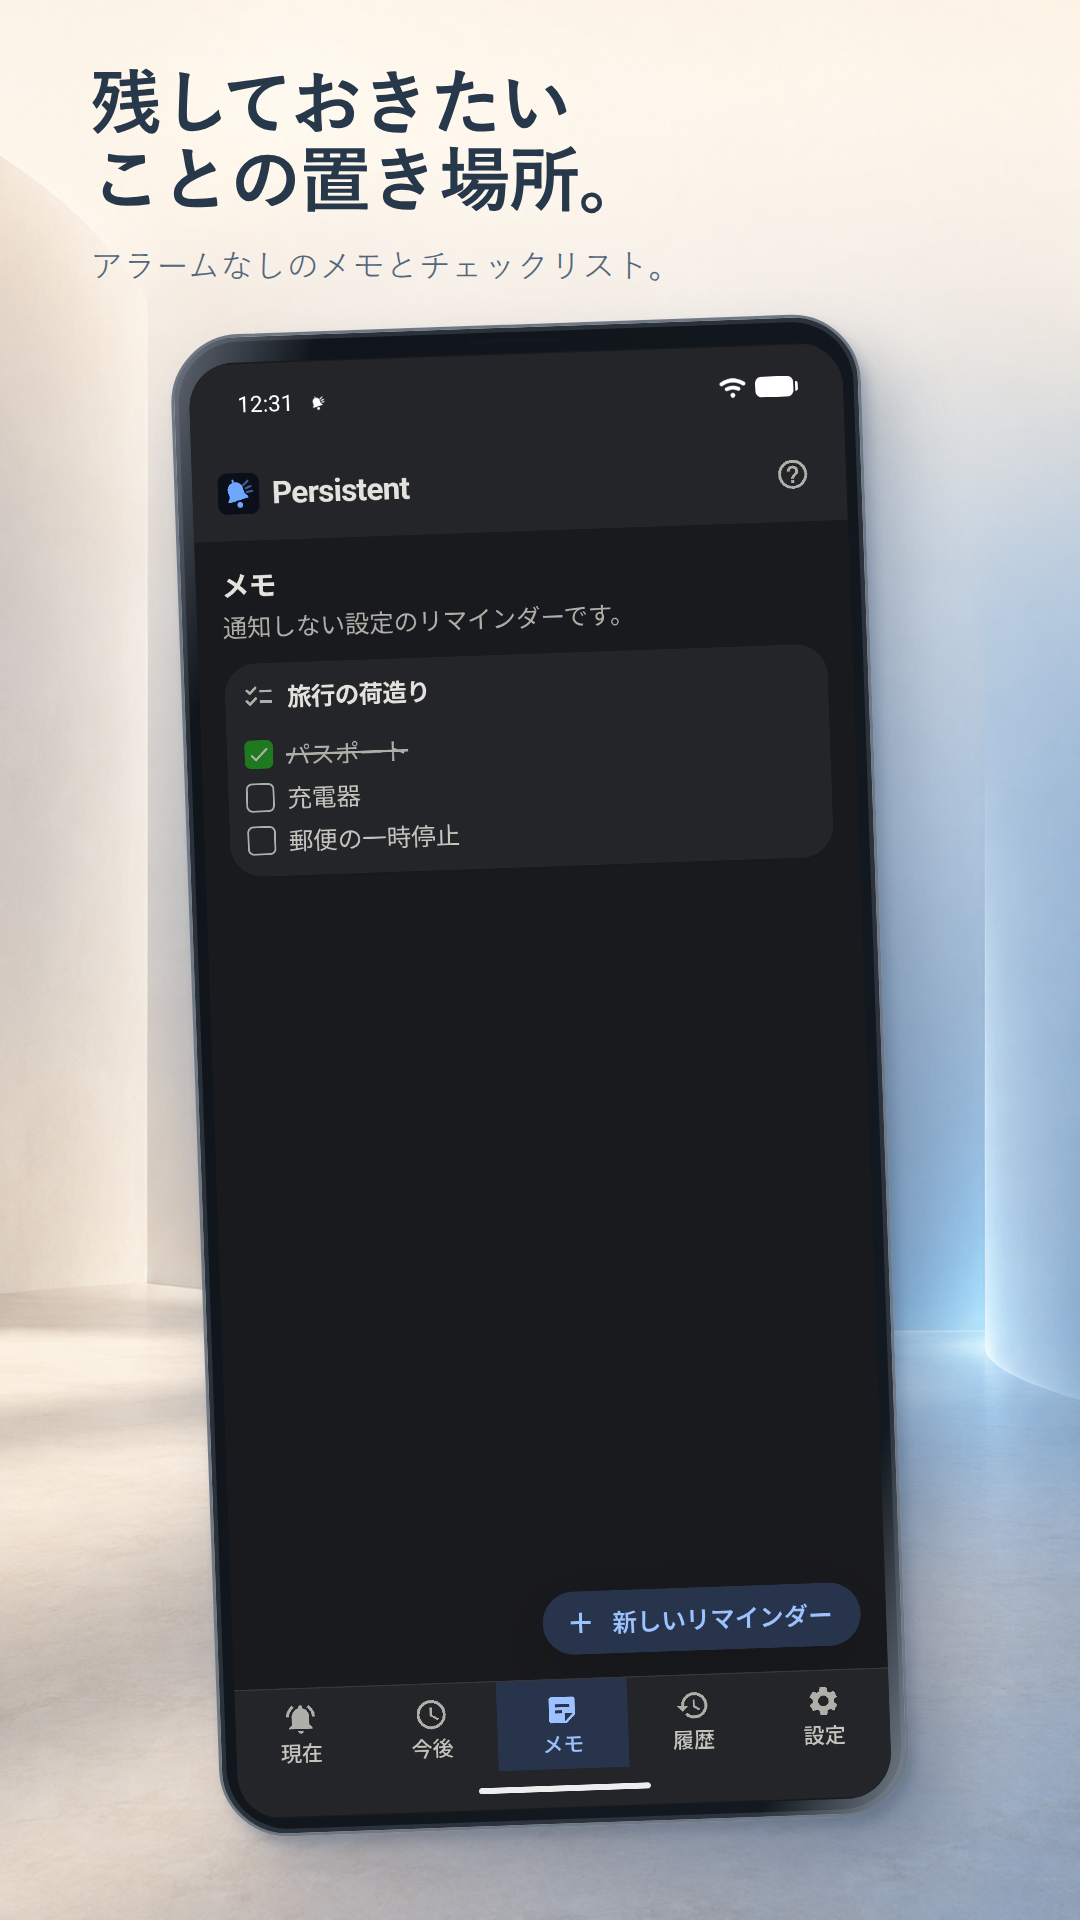 残しておきたい
ことの置き場所。
アラームなしのメモとチェックリスト。
12:31
Persistent
メモ
通知しない設定のリマインダーです。
旅行の荷造り
パスポート
充電器
郵便の一時停止
+ 新しいリマインダー
現在
今後
メモ
履歴
設定